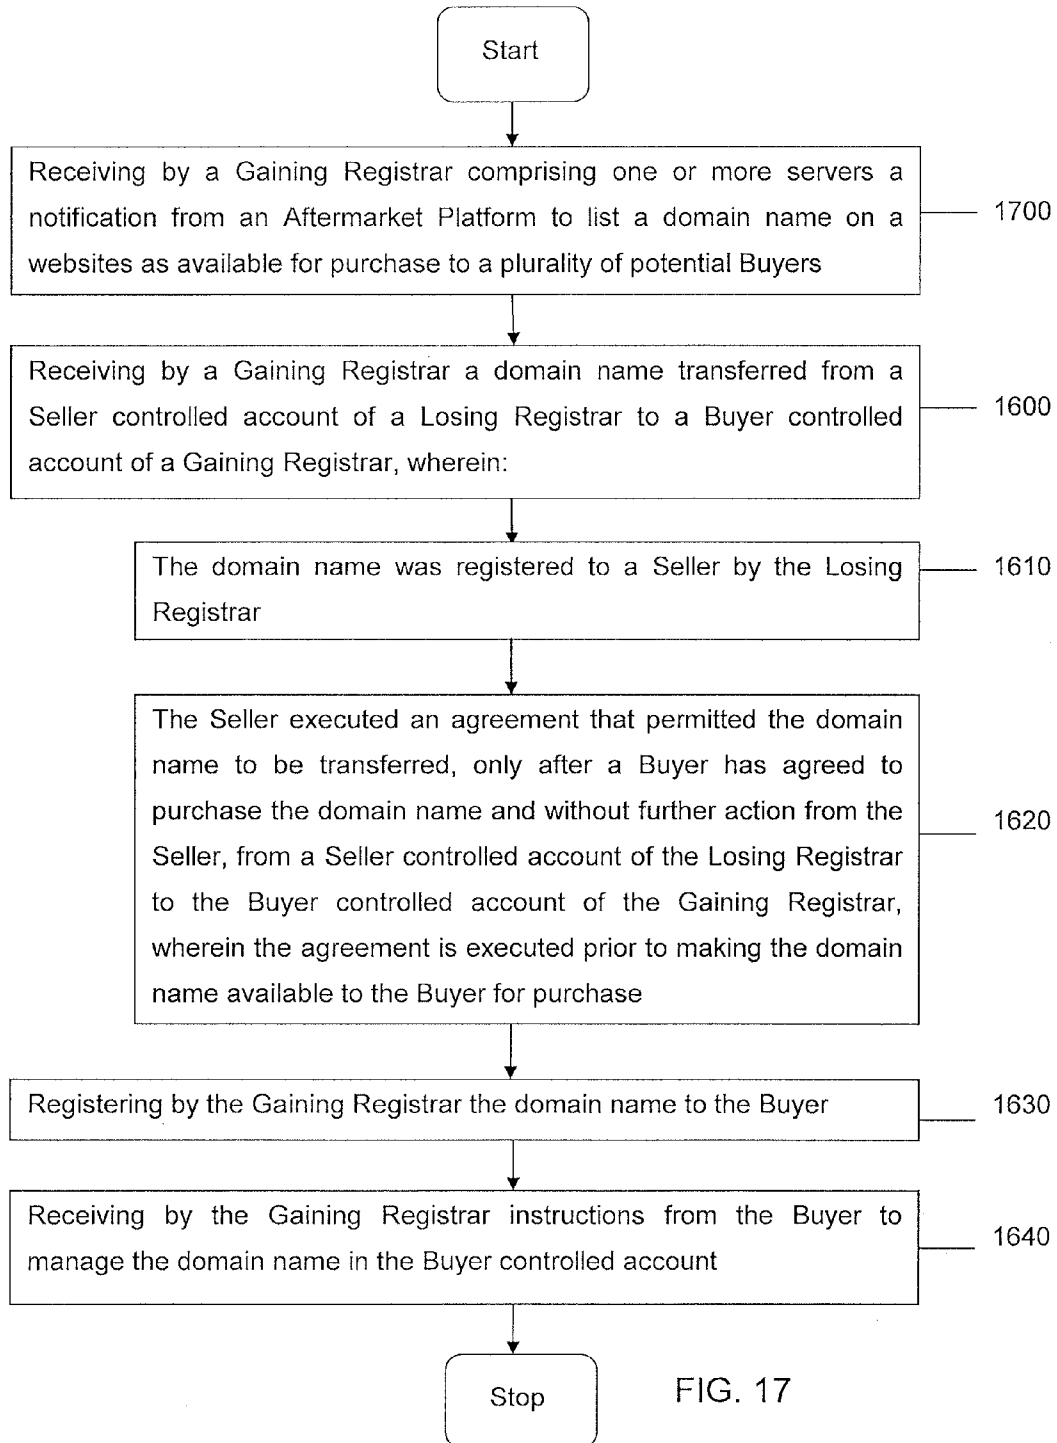 Start
Receiving by a Gaining Registrar comprising one or more servers a
notification from an Aftermarket Platform to list a domain name on a
websites as available for purchase to a plurality of potential Buyers
1700
Receiving by a Gaining Registrar a domain name transferred from a
Seller controlled account of a Losing Registrar to a Buyer controlled
account of a Gaining Registrar, wherein:
1600
The domain name was registered to a Seller by the Losing
Registrar
1610
The Seller executed an agreement that permitted the domain
name to be transferred, only after a Buyer has agreed to
purchase the domain name and without further action from the
Seller, from a Seller controlled account of the Losing Registrar
to the Buyer controlled account of the Gaining Registrar,
wherein the agreement is executed prior to making the domain
name available to the Buyer for purchase
1620
Registering by the Gaining Registrar the domain name to the Buyer
1630
Receiving by the Gaining Registrar instructions from the Buyer to
manage the domain name in the Buyer controlled account
1640
Stop
FIG. 17